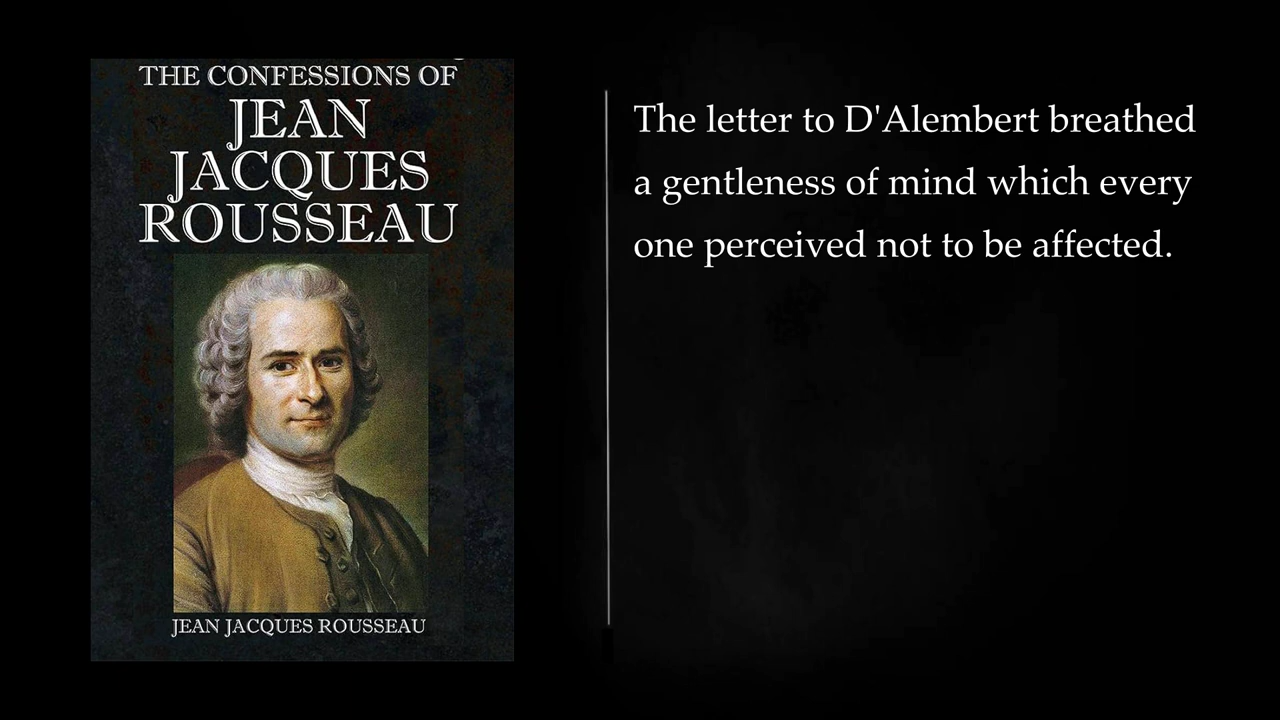 THE CONFESSIONS OF
JEAN
JACQUES
ROUSSEAU
JEAN JACQUES ROUSSEAU
The letter to D'Alembert breathed
a gentleness of mind which every
one perceived not to be affected.